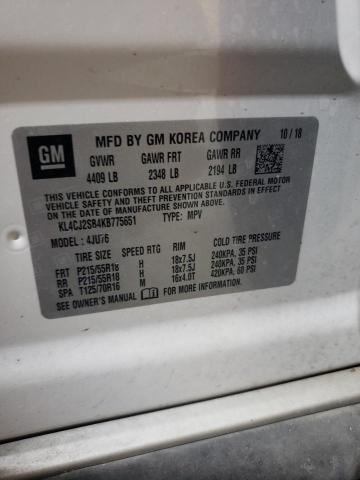 GM
MFD BY GM KOREA COMPANY 10/18
GVWR GAWR FRT GAWR RR
4409 LB 2348 LB 2194 LB
THIS VEHICLE CONFORMS TO ALL APPLICABLE U.S. FEDERAL MOTOR
VEHICLE SAFETY AND THEFT PREVENTION STANDARDS IN
EFFECT ON THE DATE OF MANUFACTURE SHOWN ABOVE.
KL4CJ2SB4KB775651 TYPE: MPV
MODEL: 4JU76
TIRE SIZE SPEED RTG RIM COLD TIRE PRESSURE
FRT P215/55R18 H 18x7.5J 240KPA, 35 PSI
RR P215/55R18 H 18x7.5J 240KPA, 35 PSI
SPA T125/70R16 M 16x4.0T 420KPA, 60 PSI
SEE OWNER'S MANUAL FOR ADDITIONAL INFORMATION.